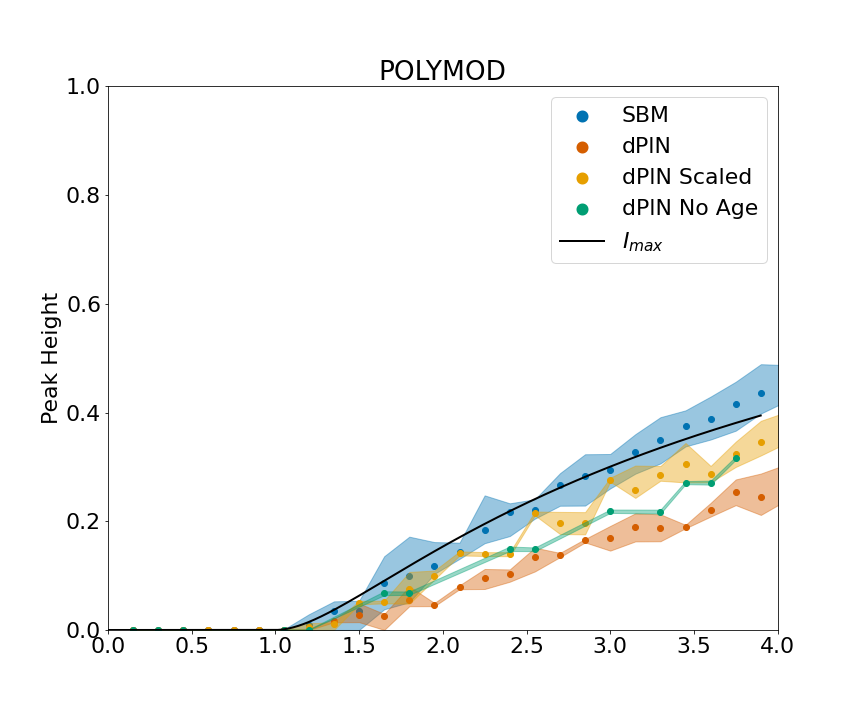 POLYMOD
1.0
0.8
0.6
0.4
0.2
0.0
Peak Height
SBM
dPIN
dPIN Scaled
dPIN No Age
I_max
0.0 0.5 1.0 1.5 2.0 2.5 3.0 3.5 4.0